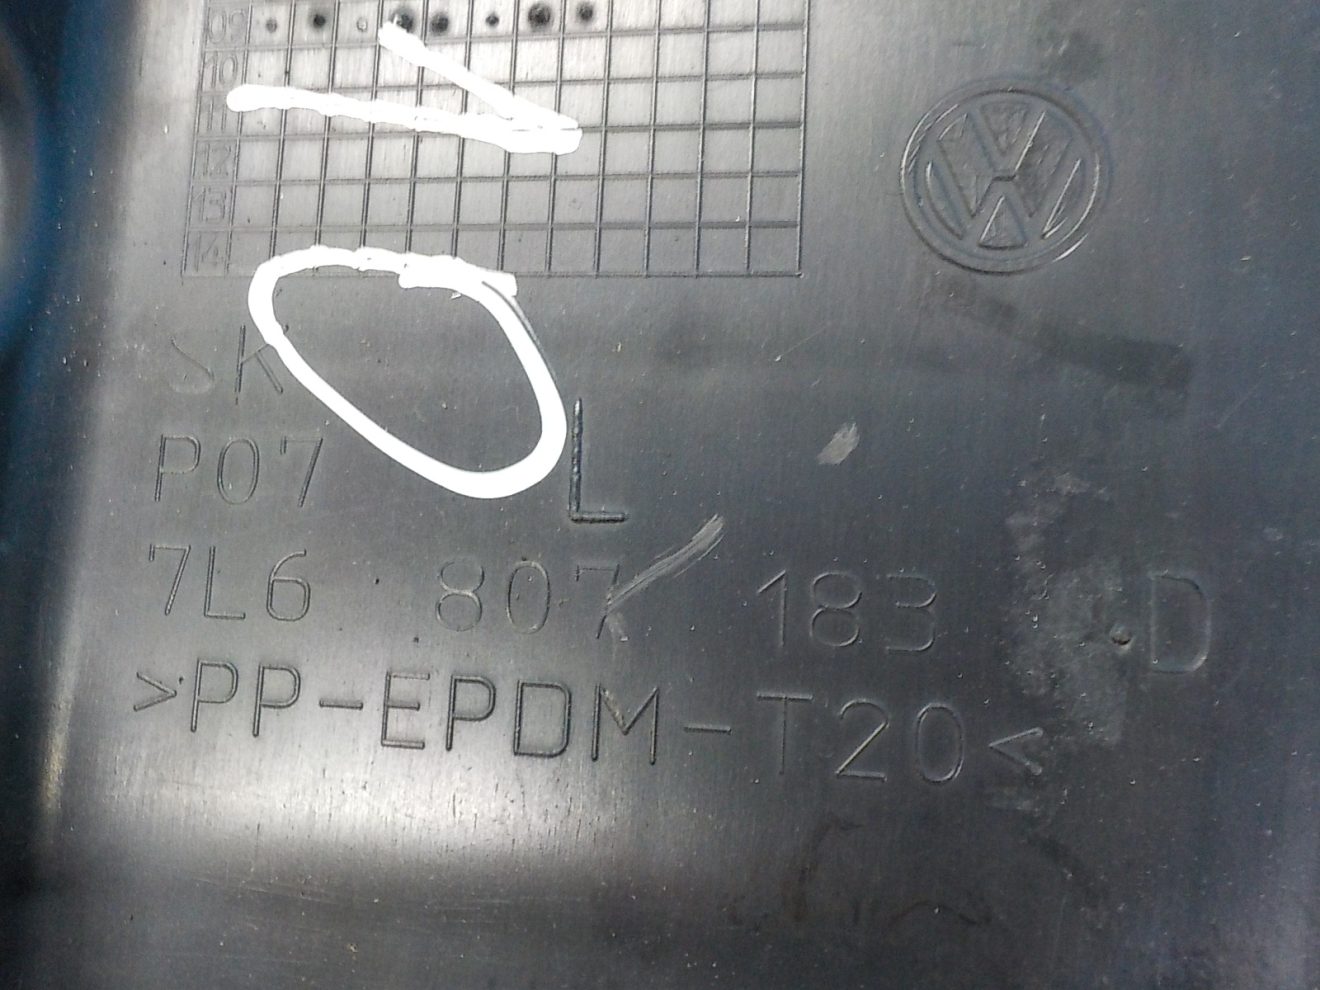 09
10
11
12
13
14
VW
SK
P07
L
7L6 807 183 D
>PP-EPDM-T20<